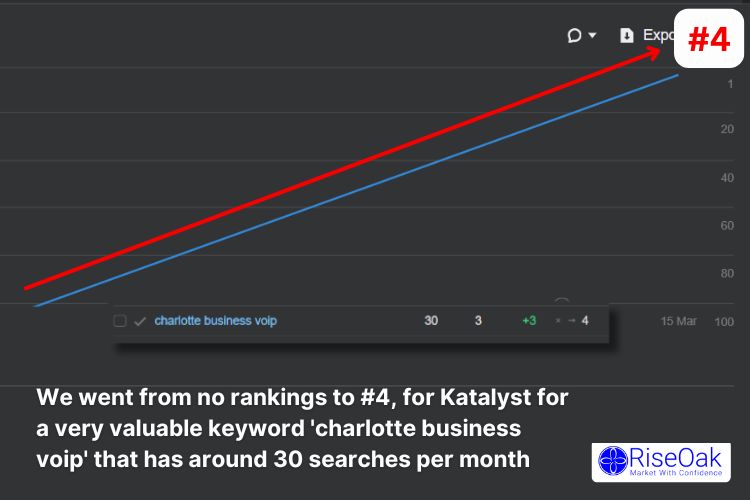 Expo
#4
1
20
40
60
80
charlotte business voip 30 3 +3 × → 4
15 Mar 100
We went from no rankings to #4, for Katalyst for
a very valuable keyword 'charlotte business
voip' that has around 30 searches per month
RiseOak
Market With Confidence